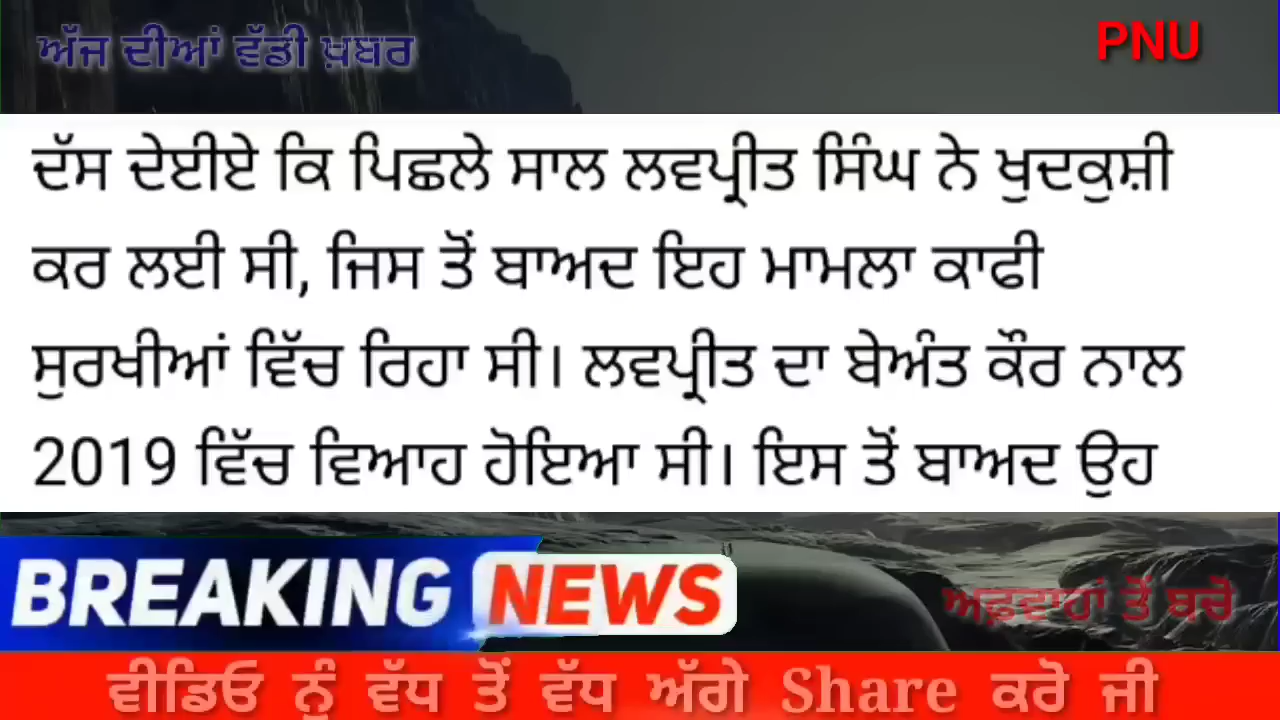 ਅੱਜ ਦੀਆਂ ਵੱਡੀ ਖ਼ਬਰ
PNU
ਦੱਸ ਦੇਈਏ ਕਿ ਪਿਛਲੇ ਸਾਲ ਲਵਪ੍ਰੀਤ ਸਿੰਘ ਨੇ ਖੁਦਕੁਸ਼ੀ
ਕਰ ਲਈ ਸੀ, ਜਿਸ ਤੋਂ ਬਾਅਦ ਇਹ ਮਾਮਲਾ ਕਾਫੀ
ਸੁਰਖੀਆਂ ਵਿੱਚ ਰਿਹਾ ਸੀ। ਲਵਪ੍ਰੀਤ ਦਾ ਬੇਅੰਤ ਕੌਰ ਨਾਲ
2019 ਵਿੱਚ ਵਿਆਹ ਹੋਇਆ ਸੀ। ਇਸ ਤੋਂ ਬਾਅਦ ਉਹ
BREAKING NEWS
ਅਫ਼ਵਾਹਾਂ ਤੋਂ ਬਚੋ
ਵੀਡਿਓ ਨੂੰ ਵੱਧ ਤੋਂ ਵੱਧ ਅੱਗੇ Share ਕਰੋ ਜੀ